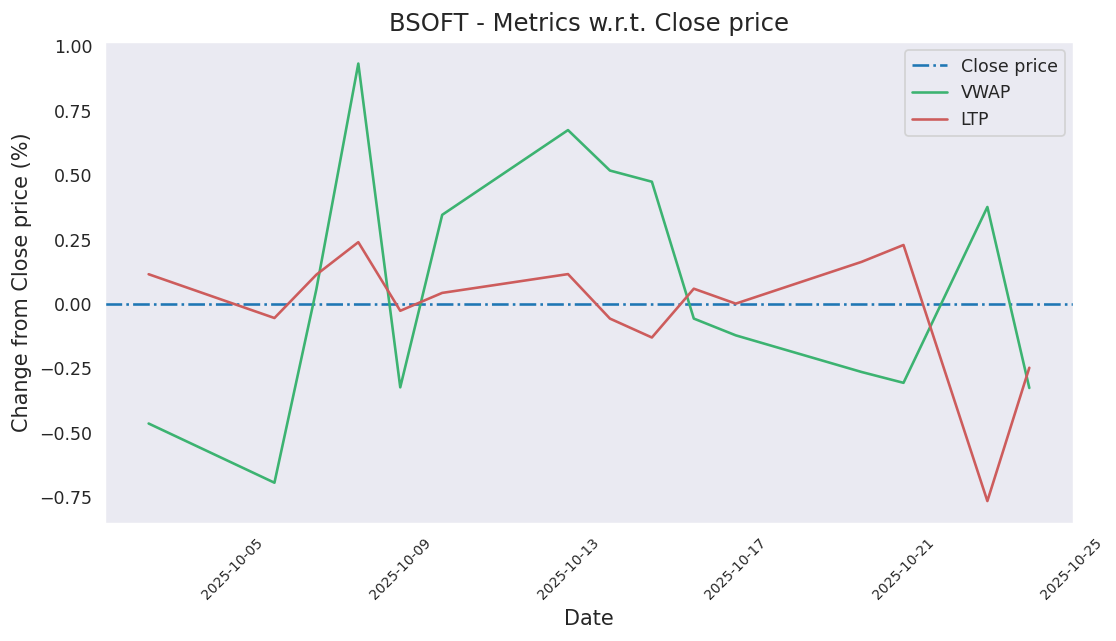 BSOFT - Metrics w.r.t. Close price
Close price
VWAP
LTP
Change from Close price (%)
1.00
0.75
0.50
0.25
0.00
−0.25
−0.50
−0.75
2025-10-05
2025-10-09
2025-10-13
2025-10-17
2025-10-21
2025-10-25
Date